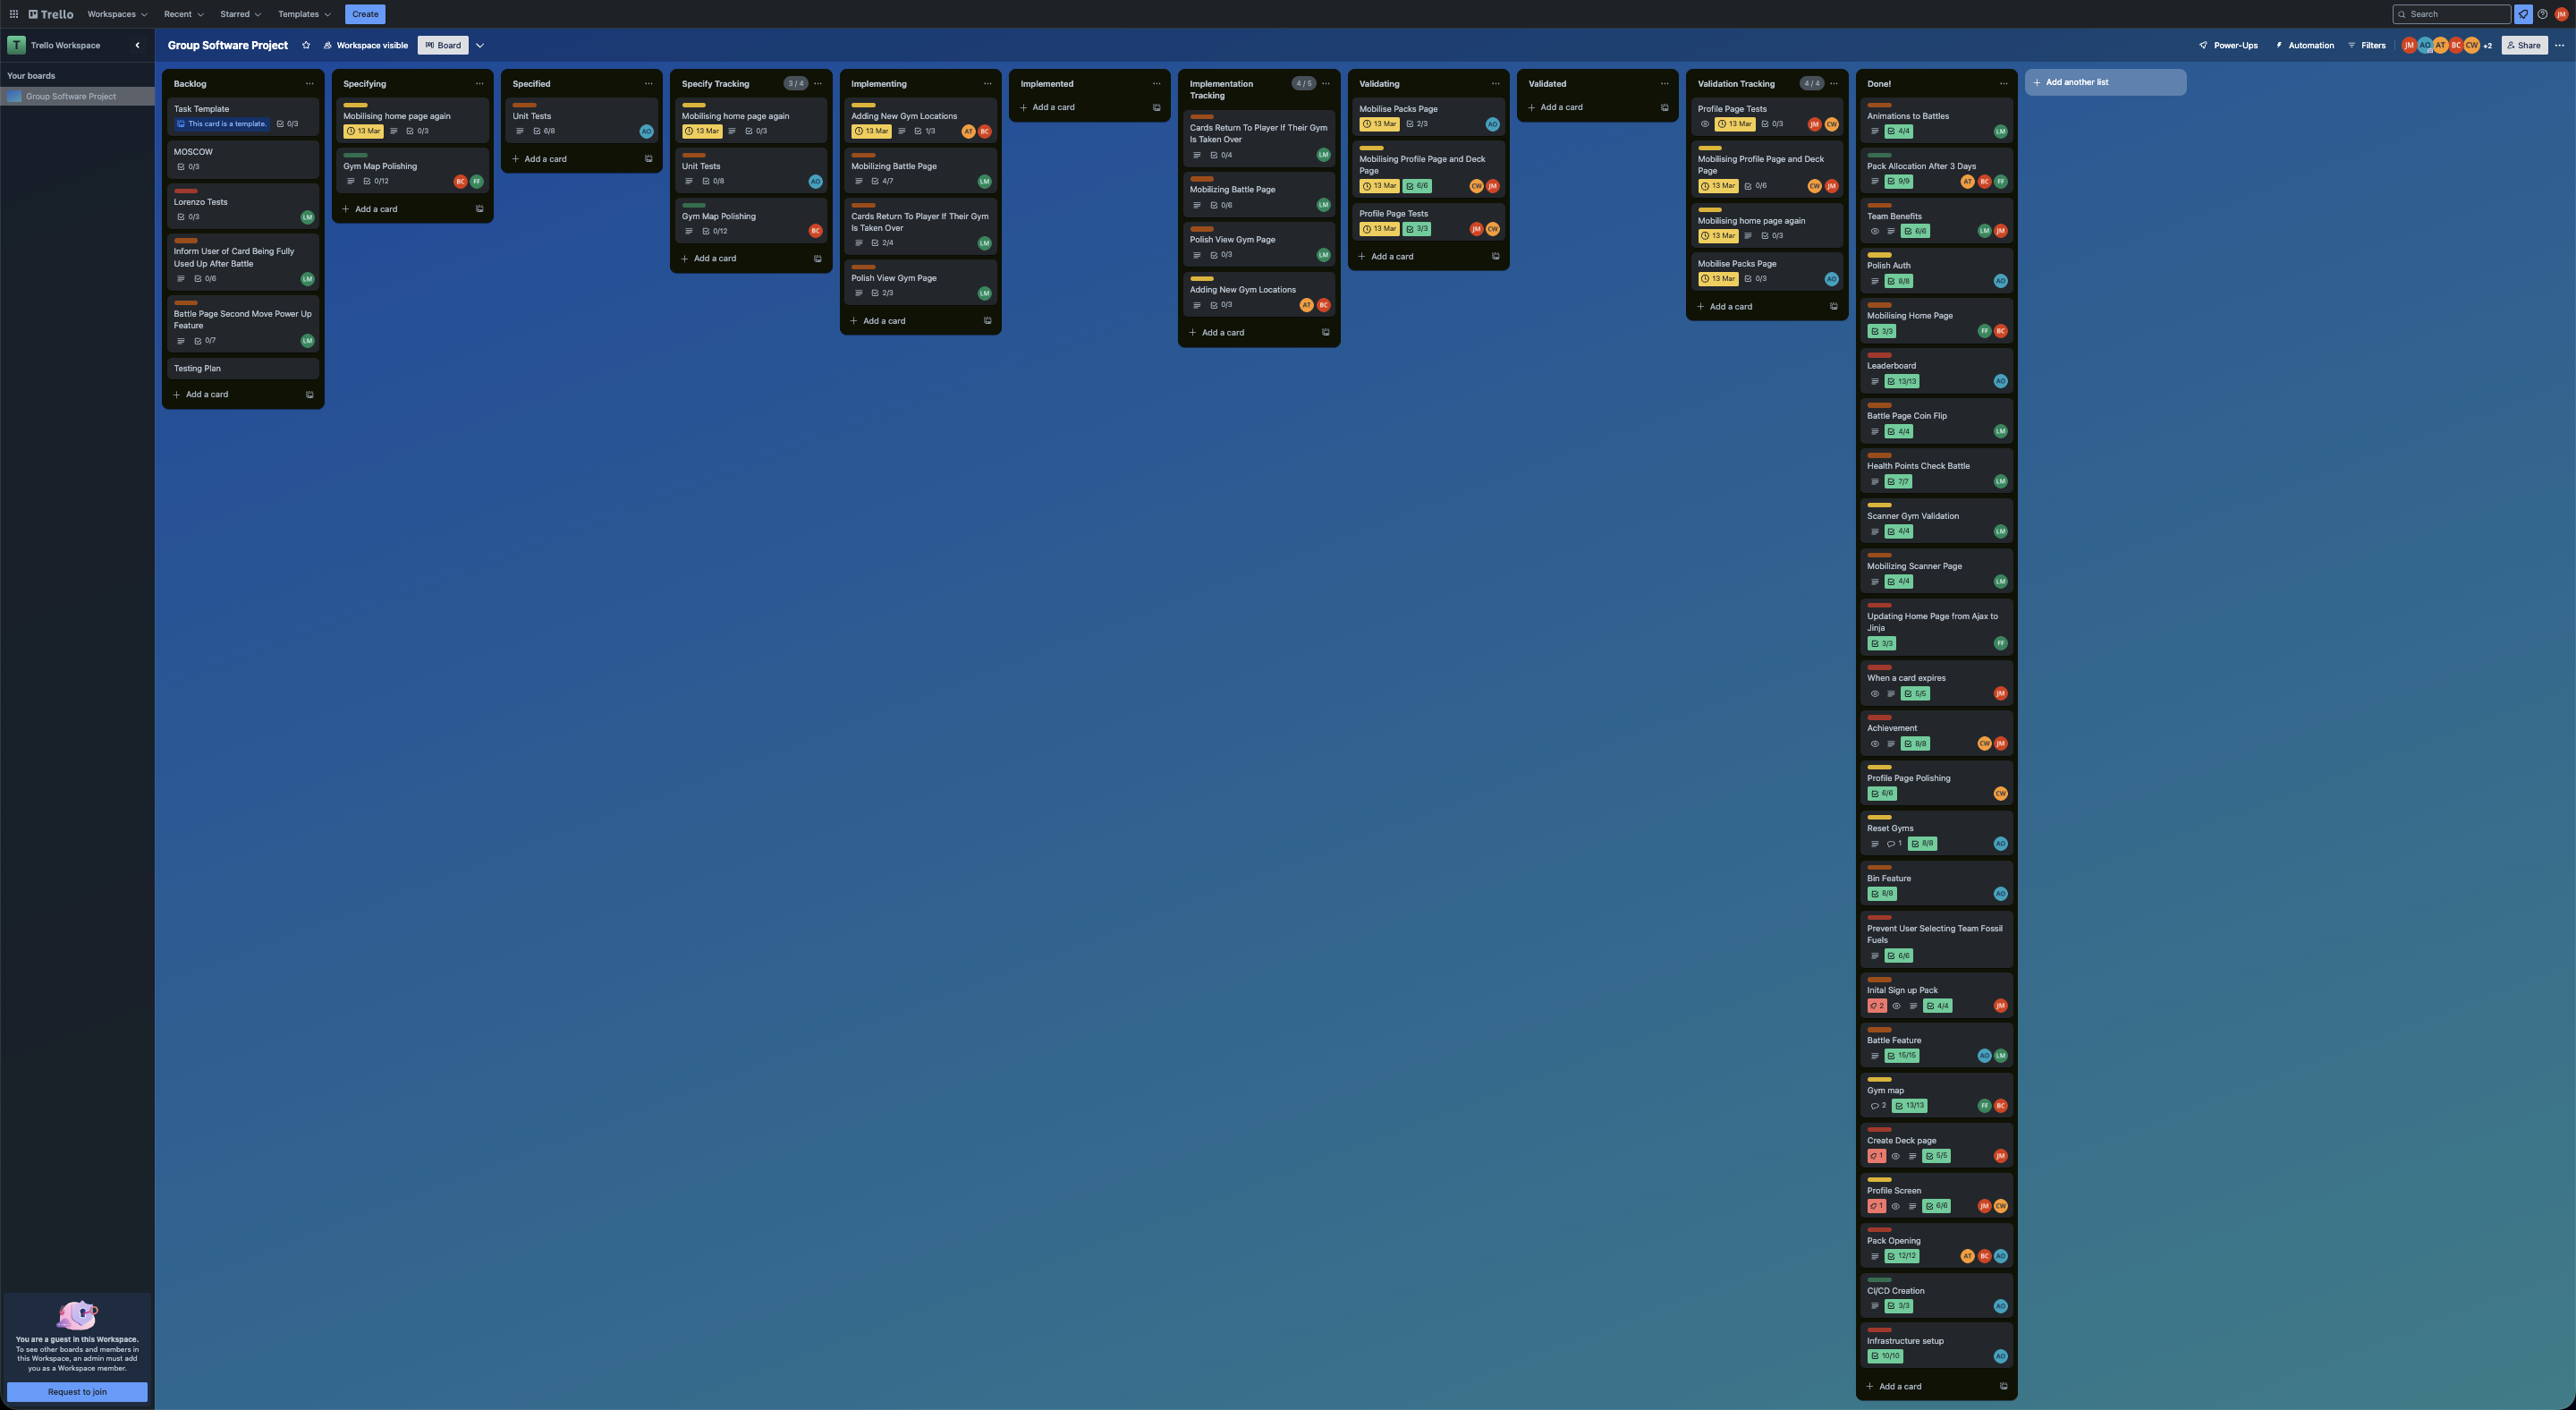 Trello
Workspaces
Recent
Starred
Templates
Create
Search
JM
T
Trello Workspace
Group Software Project
Workspace visible
Board
Power-Ups
Automation
Filters
JM
AO
AT
BC
CW
+2
Share
Your boards
Group Software Project
Backlog
Task Template
This card is a template.
0/3
MOSCOW
0/3
Lorenzo Tests
0/3
LM
Inform User of Card Being Fully
Used Up After Battle
0/6
LM
Battle Page Second Move Power Up
Feature
0/7
LM
Testing Plan
+ Add a card
Specifying
Mobilising home page again
13 Mar
0/3
Gym Map Polishing
0/12
BC
FF
+ Add a card
Specified
Unit Tests
AO
+ Add a card
Specify Tracking
3 / 4
Mobilising home page again
13 Mar
0/3
Unit Tests
0/8
AO
Gym Map Polishing
0/12
BC
+ Add a card
Implementing
Adding New Gym Locations
13 Mar
1/3
AT
BC
Mobilizing Battle Page
4/7
LM
Cards Return To Player If Their Gym
Is Taken Over
2/4
LM
Polish View Gym Page
2/3
LM
+ Add a card
Implemented
+ Add a card
Implementation
Tracking
4 / 5
Cards Return To Player If Their Gym
Is Taken Over
0/4
LM
Mobilizing Battle Page
0/6
LM
Polish View Gym Page
0/3
LM
Adding New Gym Locations
0/3
AT
BC
+ Add a card
Validating
Mobilise Packs Page
13 Mar
2/3
AO
Mobilising Profile Page and Deck
Page
13 Mar
6/6
CW
JM
Profile Page Tests
13 Mar
3/3
JM
CW
+ Add a card
Validated
+ Add a card
Validation Tracking
4 / 4
Profile Page Tests
13 Mar
0/3
JM
CW
Mobilising Profile Page and Deck
Page
13 Mar
0/6
CW
JM
Mobilising home page again
13 Mar
0/3
Mobilise Packs Page
13 Mar
0/3
AO
+ Add a card
Done!
Animations to Battles
4/4
LM
Pack Allocation After 3 Days
9/9
AT
BC
FF
Team Benefits
6/6
LM
JM
Polish Auth
8/8
AO
Mobilising Home Page
3/3
FF
BC
Leaderboard
13/13
AO
Battle Page Coin Flip
4/4
LM
Health Points Check Battle
7/7
LM
Scanner Gym Validation
4/4
LM
Mobilizing Scanner Page
4/4
LM
Updating Home Page from Ajax to
Jinja
3/3
FF
When a card expires
5/5
JM
Achievement
8/8
CW
JM
Profile Page Polishing
6/6
CW
Reset Gyms
1
8/8
AO
Bin Feature
8/8
AO
Prevent User Selecting Team Fossil
Fuels
6/6
Inital Sign up Pack
2
4/4
JM
Battle Feature
15/15
AO
LM
Gym map
2
13/13
FF
BC
Create Deck page
1
5/5
JM
Profile Screen
1
6/6
JM
CW
Pack Opening
12/12
AT
BC
AO
CI/CD Creation
3/3
AO
Infrastructure setup
10/10
AO
+ Add a card
+ Add another list
You are a guest in this Workspace.
To see other boards and members in
this Workspace, an admin must add
you as a Workspace member.
Request to join